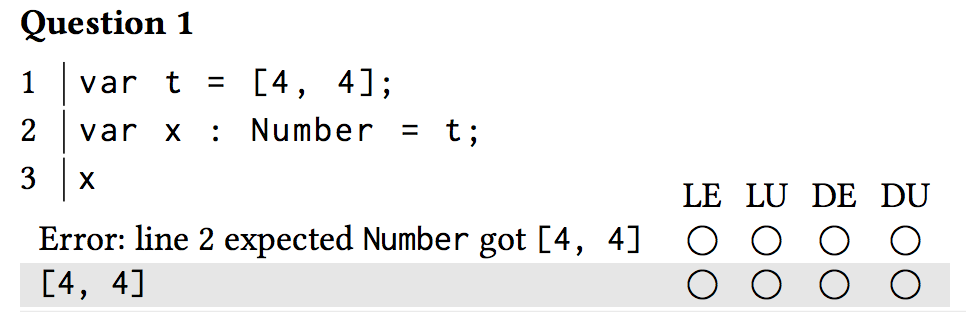 Question 1
1 var t = [4, 4];
2 var x : Number = t;
3 x
LE LU DE DU
Error: line 2 expected Number got [4, 4]
[4, 4]